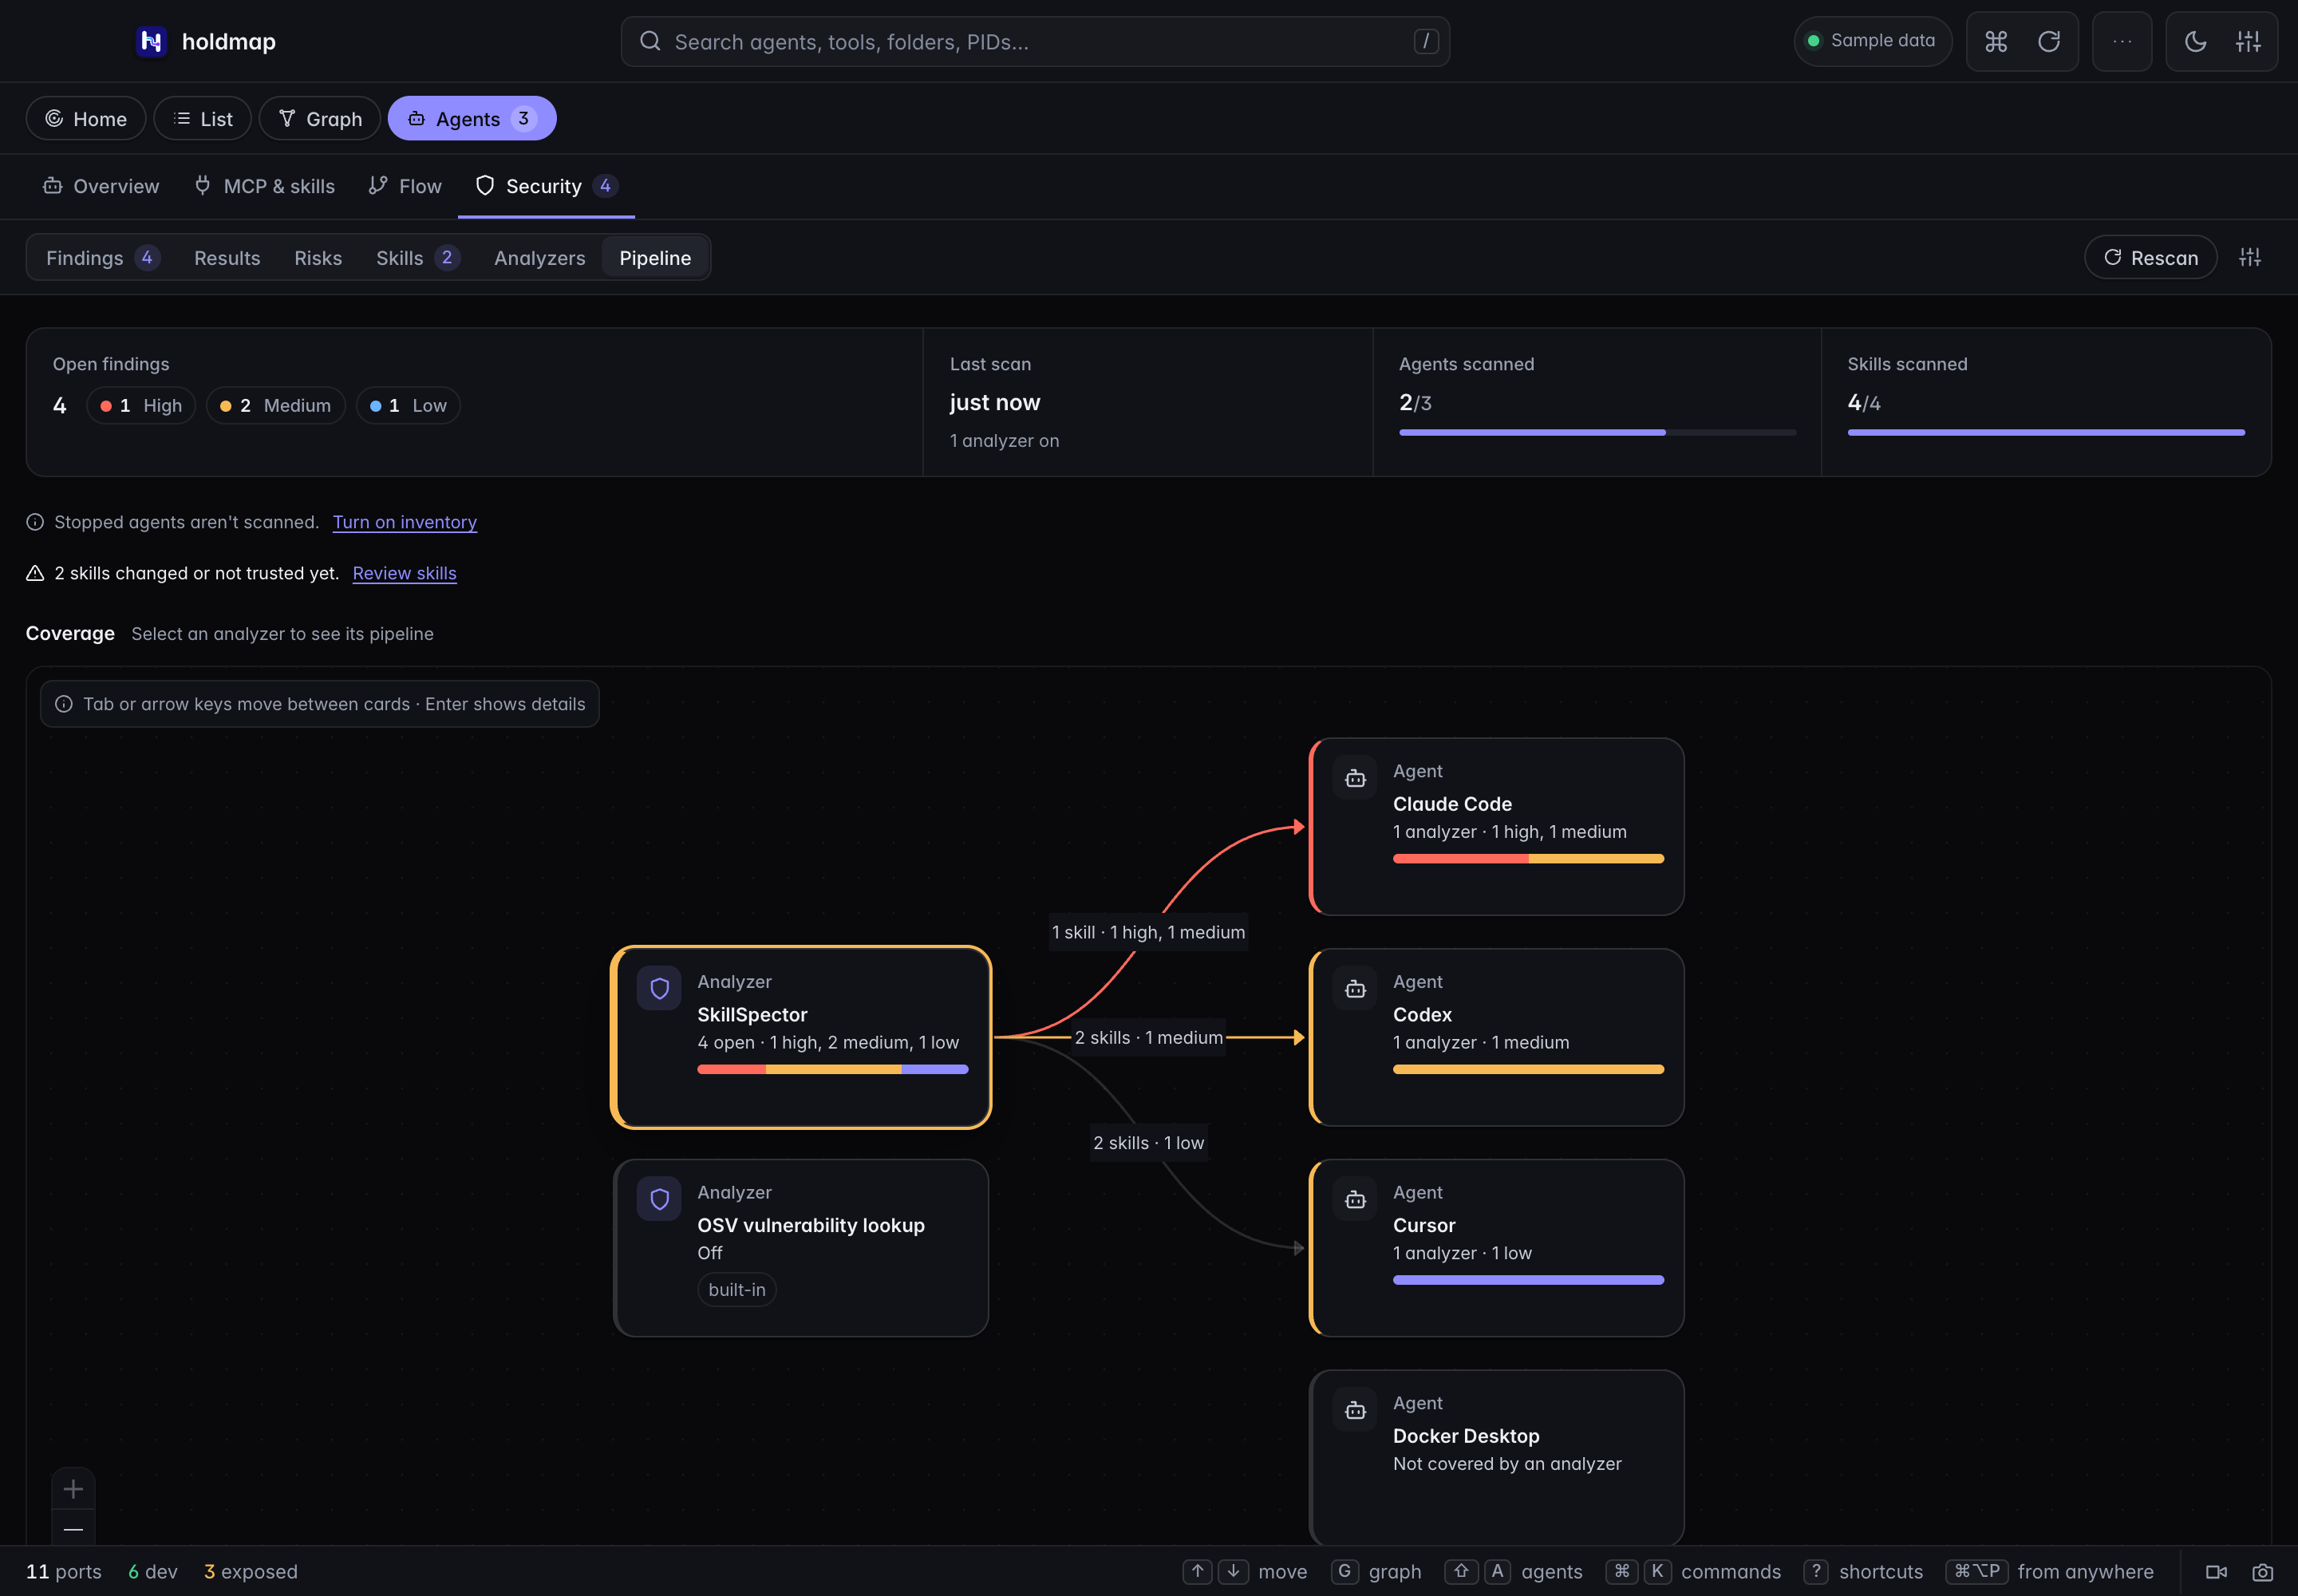 holdmap
Search agents, tools, folders, PIDs...
/
Sample data
Home
List
Graph
Agents 3
Overview
MCP & skills
Flow
Security 4
Findings 4
Results
Risks
Skills 2
Analyzers
Pipeline
Rescan
Open findings
4
1 High
2 Medium
1 Low
Last scan
just now
1 analyzer on
Agents scanned
2/3
Skills scanned
4/4
Stopped agents aren't scanned. Turn on inventory
2 skills changed or not trusted yet. Review skills
Coverage Select an analyzer to see its pipeline
Tab or arrow keys move between cards · Enter shows details
Analyzer
SkillSpector
4 open · 1 high, 2 medium, 1 low
Analyzer
OSV vulnerability lookup
Off
built-in
1 skill · 1 high, 1 medium
2 skills · 1 medium
2 skills · 1 low
Agent
Claude Code
1 analyzer · 1 high, 1 medium
Agent
Codex
1 analyzer · 1 medium
Agent
Cursor
1 analyzer · 1 low
Agent
Docker Desktop
Not covered by an analyzer
11 ports
6 dev
3 exposed
↑ ↓ move
G graph
⇧ A agents
⌘ K commands
? shortcuts
⌘⌥P from anywhere